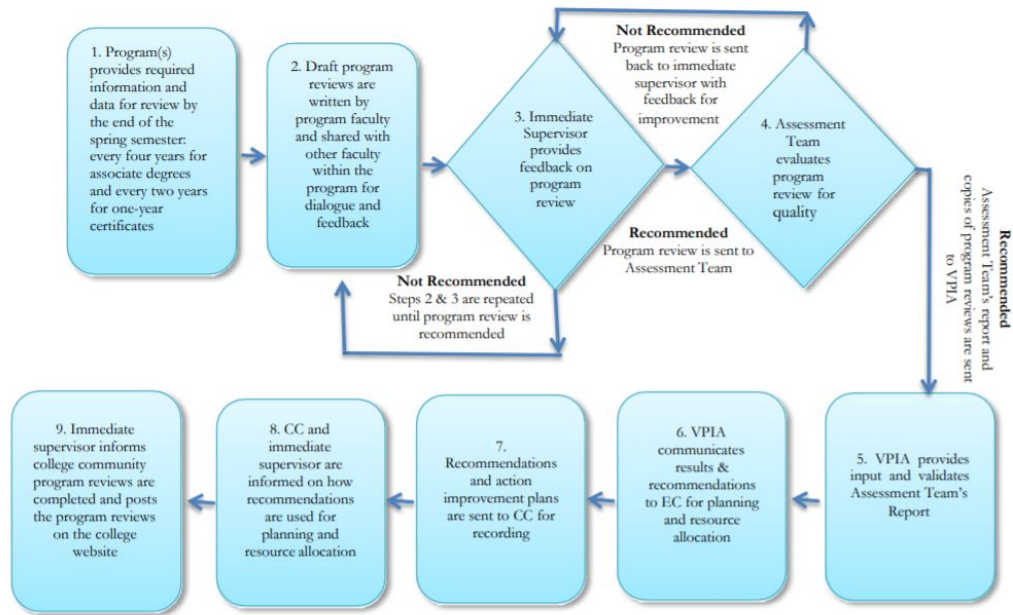 1. Program(s)
provides required
information and
data for review by
the end of the
spring semester:
every four years for
associate degrees
and every two years
for one-year
certificates
2. Draft program
reviews are
written by
program faculty
and shared with
other faculty
within the
program for
dialogue and
feedback
3. Immediate
Supervisor
provides
feedback on
program
review
Not Recommended
Program review is sent
back to immediate
supervisor with
feedback for
improvement
4. Assessment
Team
evaluates
program
review for
quality
Recommended
Program review is sent to
Assessment Team
Not Recommended
Steps 2 & 3 are repeated
until program review is
recommended
Recommended
Assessment Team's report and
copies of program reviews are sent
to VPIA
5. VPIA provides
input and validates
Assessment Team's
Report
6. VPIA
communicates
results &
recommendations
to EC for planning
and resource
allocation
7.
Recommendations
and action
improvement plans
are sent to CC for
recording
8. CC and
immediate
supervisor are
informed on how
recommendations
are used for
planning and
resource allocation
9. Immediate
supervisor informs
college community
program reviews are
completed and posts
the program reviews
on the college
website